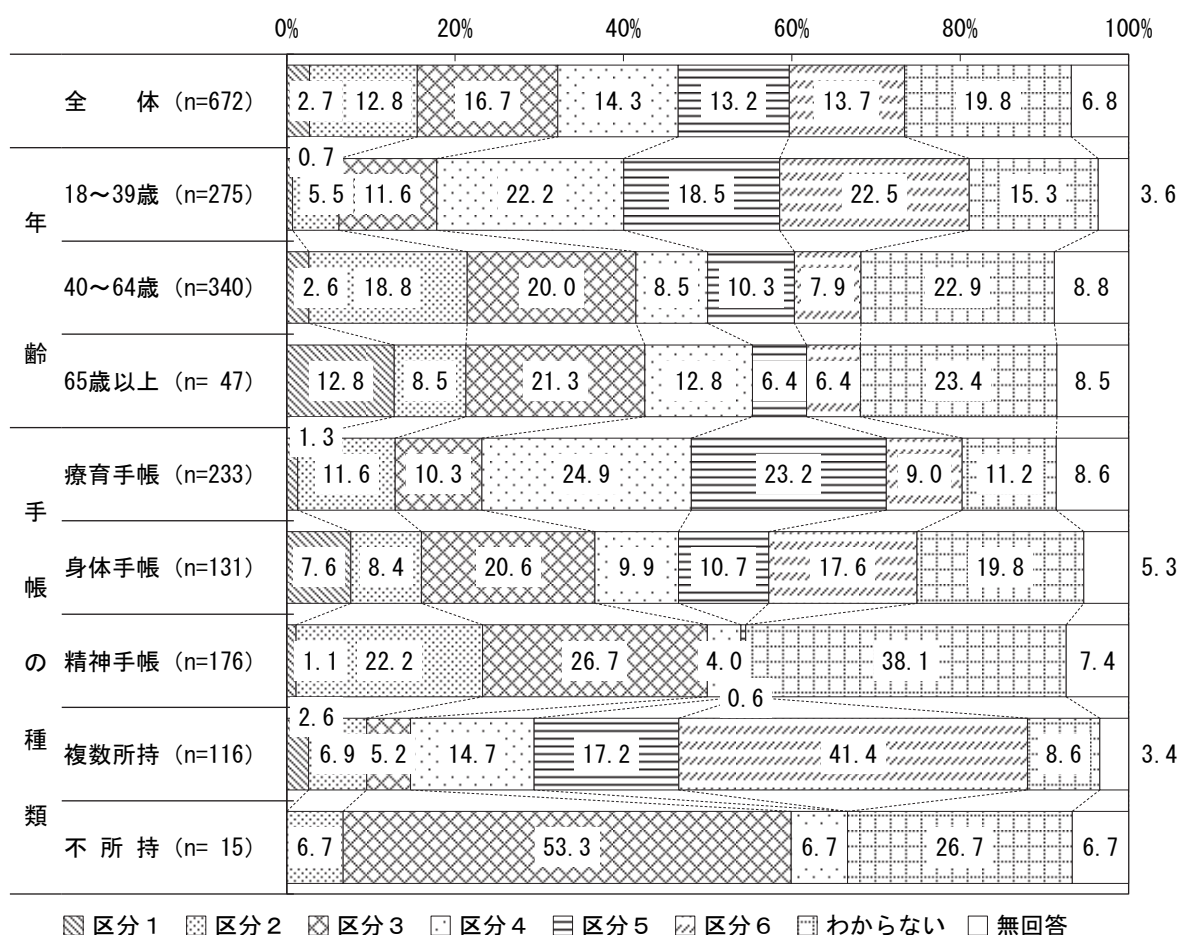 0% 20% 40% 60% 80% 100%
全　　体 (n=672) 2.7 12.8 16.7 14.3 13.2 13.7 19.8 6.8
年齢
18～39歳 (n=275) 0.7 5.5 11.6 22.2 18.5 22.5 15.3 3.6
40～64歳 (n=340) 2.6 18.8 20.0 8.5 10.3 7.9 22.9 8.8
65歳以上 (n= 47) 12.8 8.5 21.3 12.8 6.4 6.4 23.4 8.5
手帳の種類
療育手帳 (n=233) 1.3 11.6 10.3 24.9 23.2 9.0 11.2 8.6
身体手帳 (n=131) 7.6 8.4 20.6 9.9 10.7 17.6 19.8 5.3
精神手帳 (n=176) 1.1 22.2 26.7 4.0 0.6 38.1 7.4
複数所持 (n=116) 2.6 6.9 5.2 14.7 17.2 41.4 8.6 3.4
不 所 持 (n= 15) 6.7 53.3 6.7 26.7 6.7
区分１ 区分２ 区分３ 区分４ 区分５ 区分６ わからない 無回答